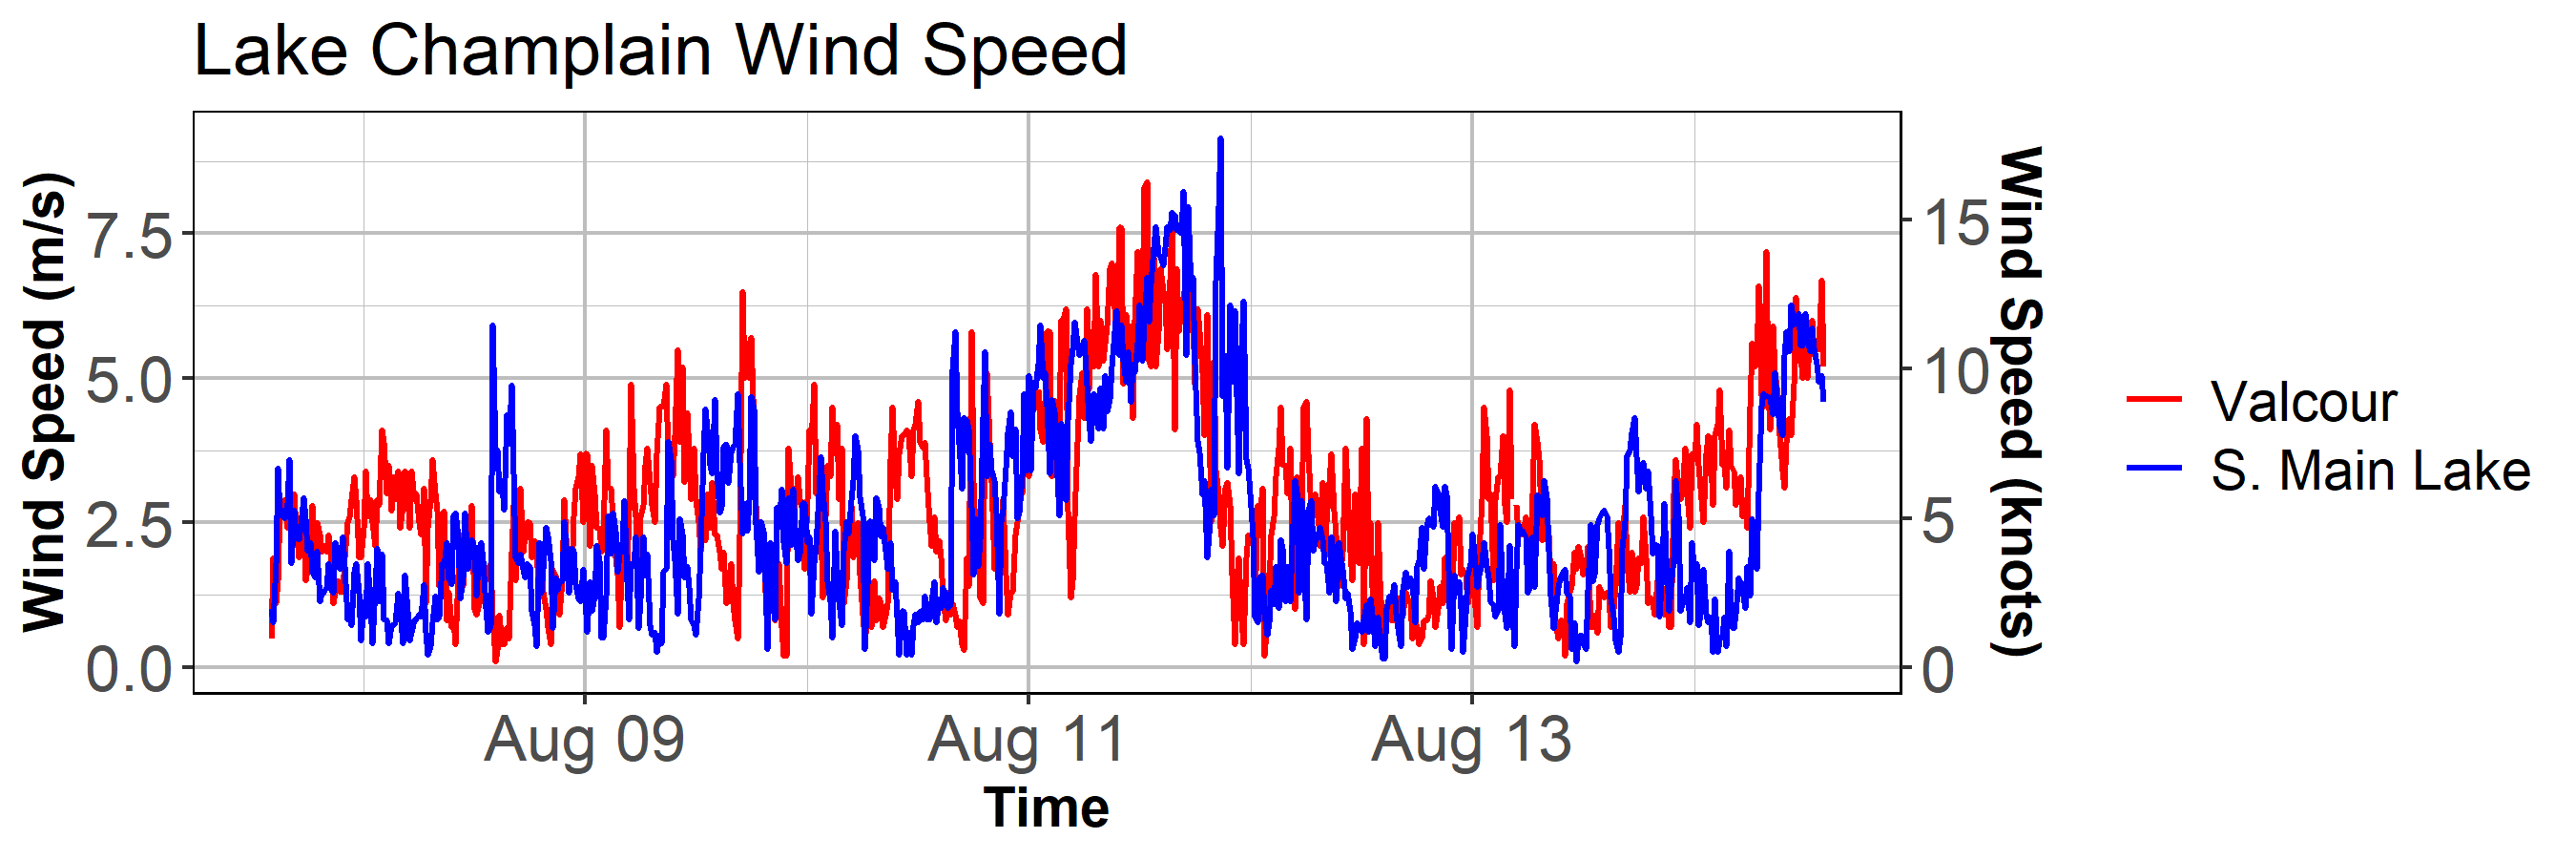 Lake Champlain Wind Speed
Wind Speed (m/s)
7.5
5.0
2.5
0.0
15
10
5
0
Wind Speed (knots)
Aug 09
Aug 11
Aug 13
Time
Valcour
S. Main Lake